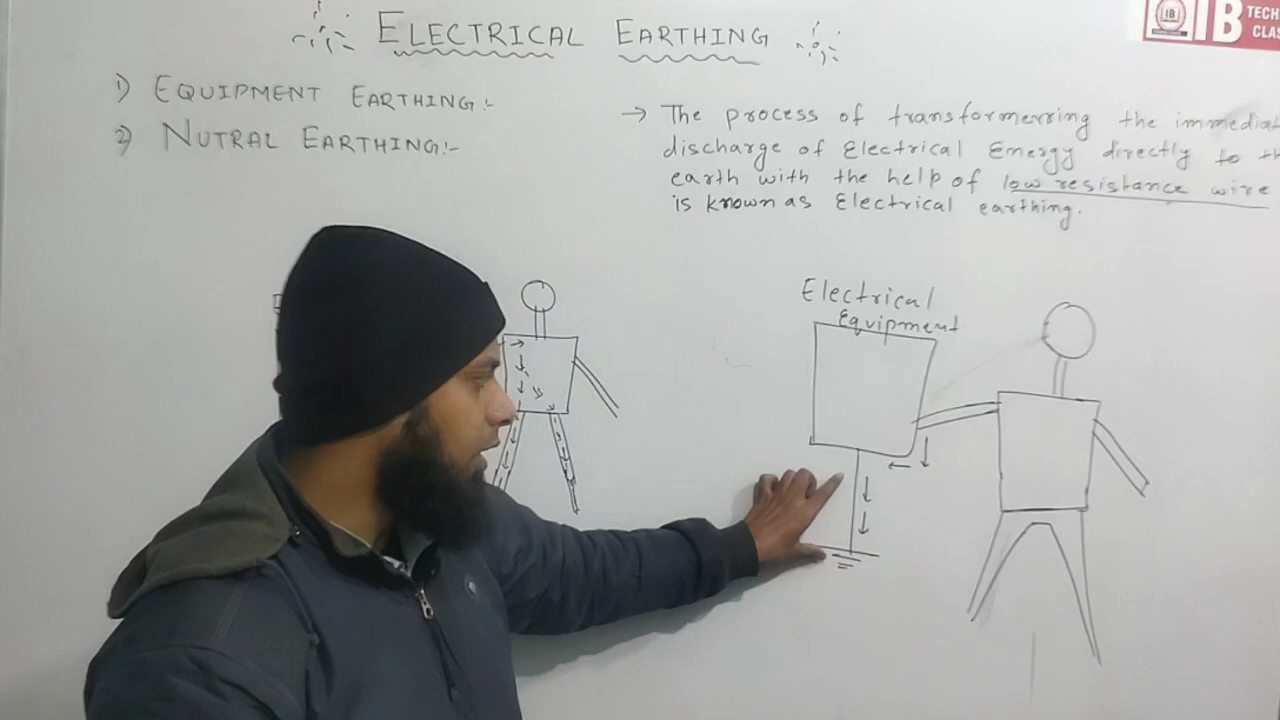 ELECTRICAL EARTHING
1) EQUIPMENT EARTHING:-
2) NUTRAL EARTHING:-
→ The process of transformerring the immediat
discharge of Electrical Energy directly to th
earth with the help of low resistance wire
is known as Electrical earthing.
Electrical
Equipment
IB
IB TECH
CLAS